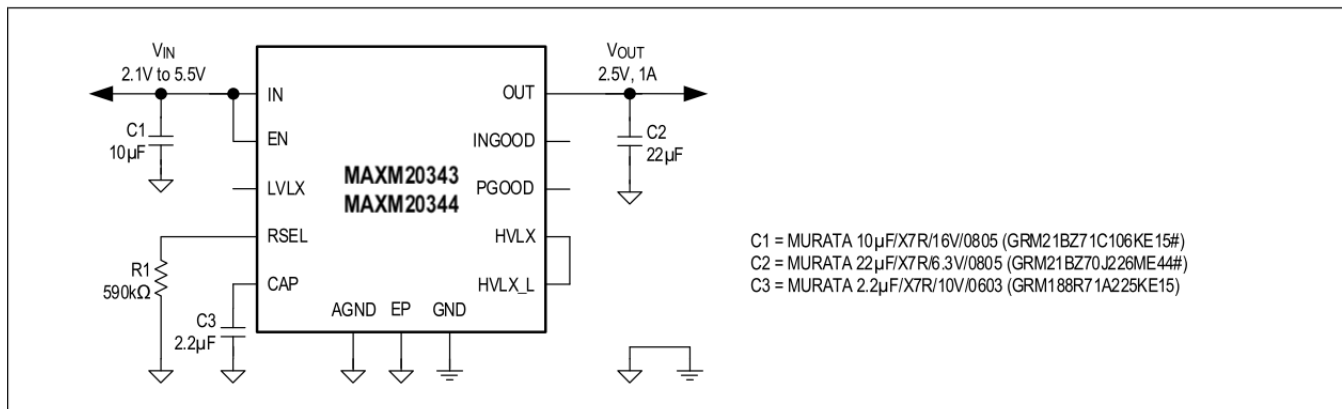 VIN
2.1V to 5.5V
C1
10µF
IN
EN
LVLX
RSEL
CAP
R1
590kΩ
C3
2.2µF
MAXM20343
MAXM20344
AGND EP GND
OUT
INGOOD
PGOOD
HVLX
HVLX_L
VOUT
2.5V, 1A
C2
22µF
C1 = MURATA 10µF/X7R/16V/0805 (GRM21BZ71C106KE15#)
C2 = MURATA 22µF/X7R/6.3V/0805 (GRM21BZ70J226ME44#)
C3 = MURATA 2.2µF/X7R/10V/0603 (GRM188R71A225KE15)